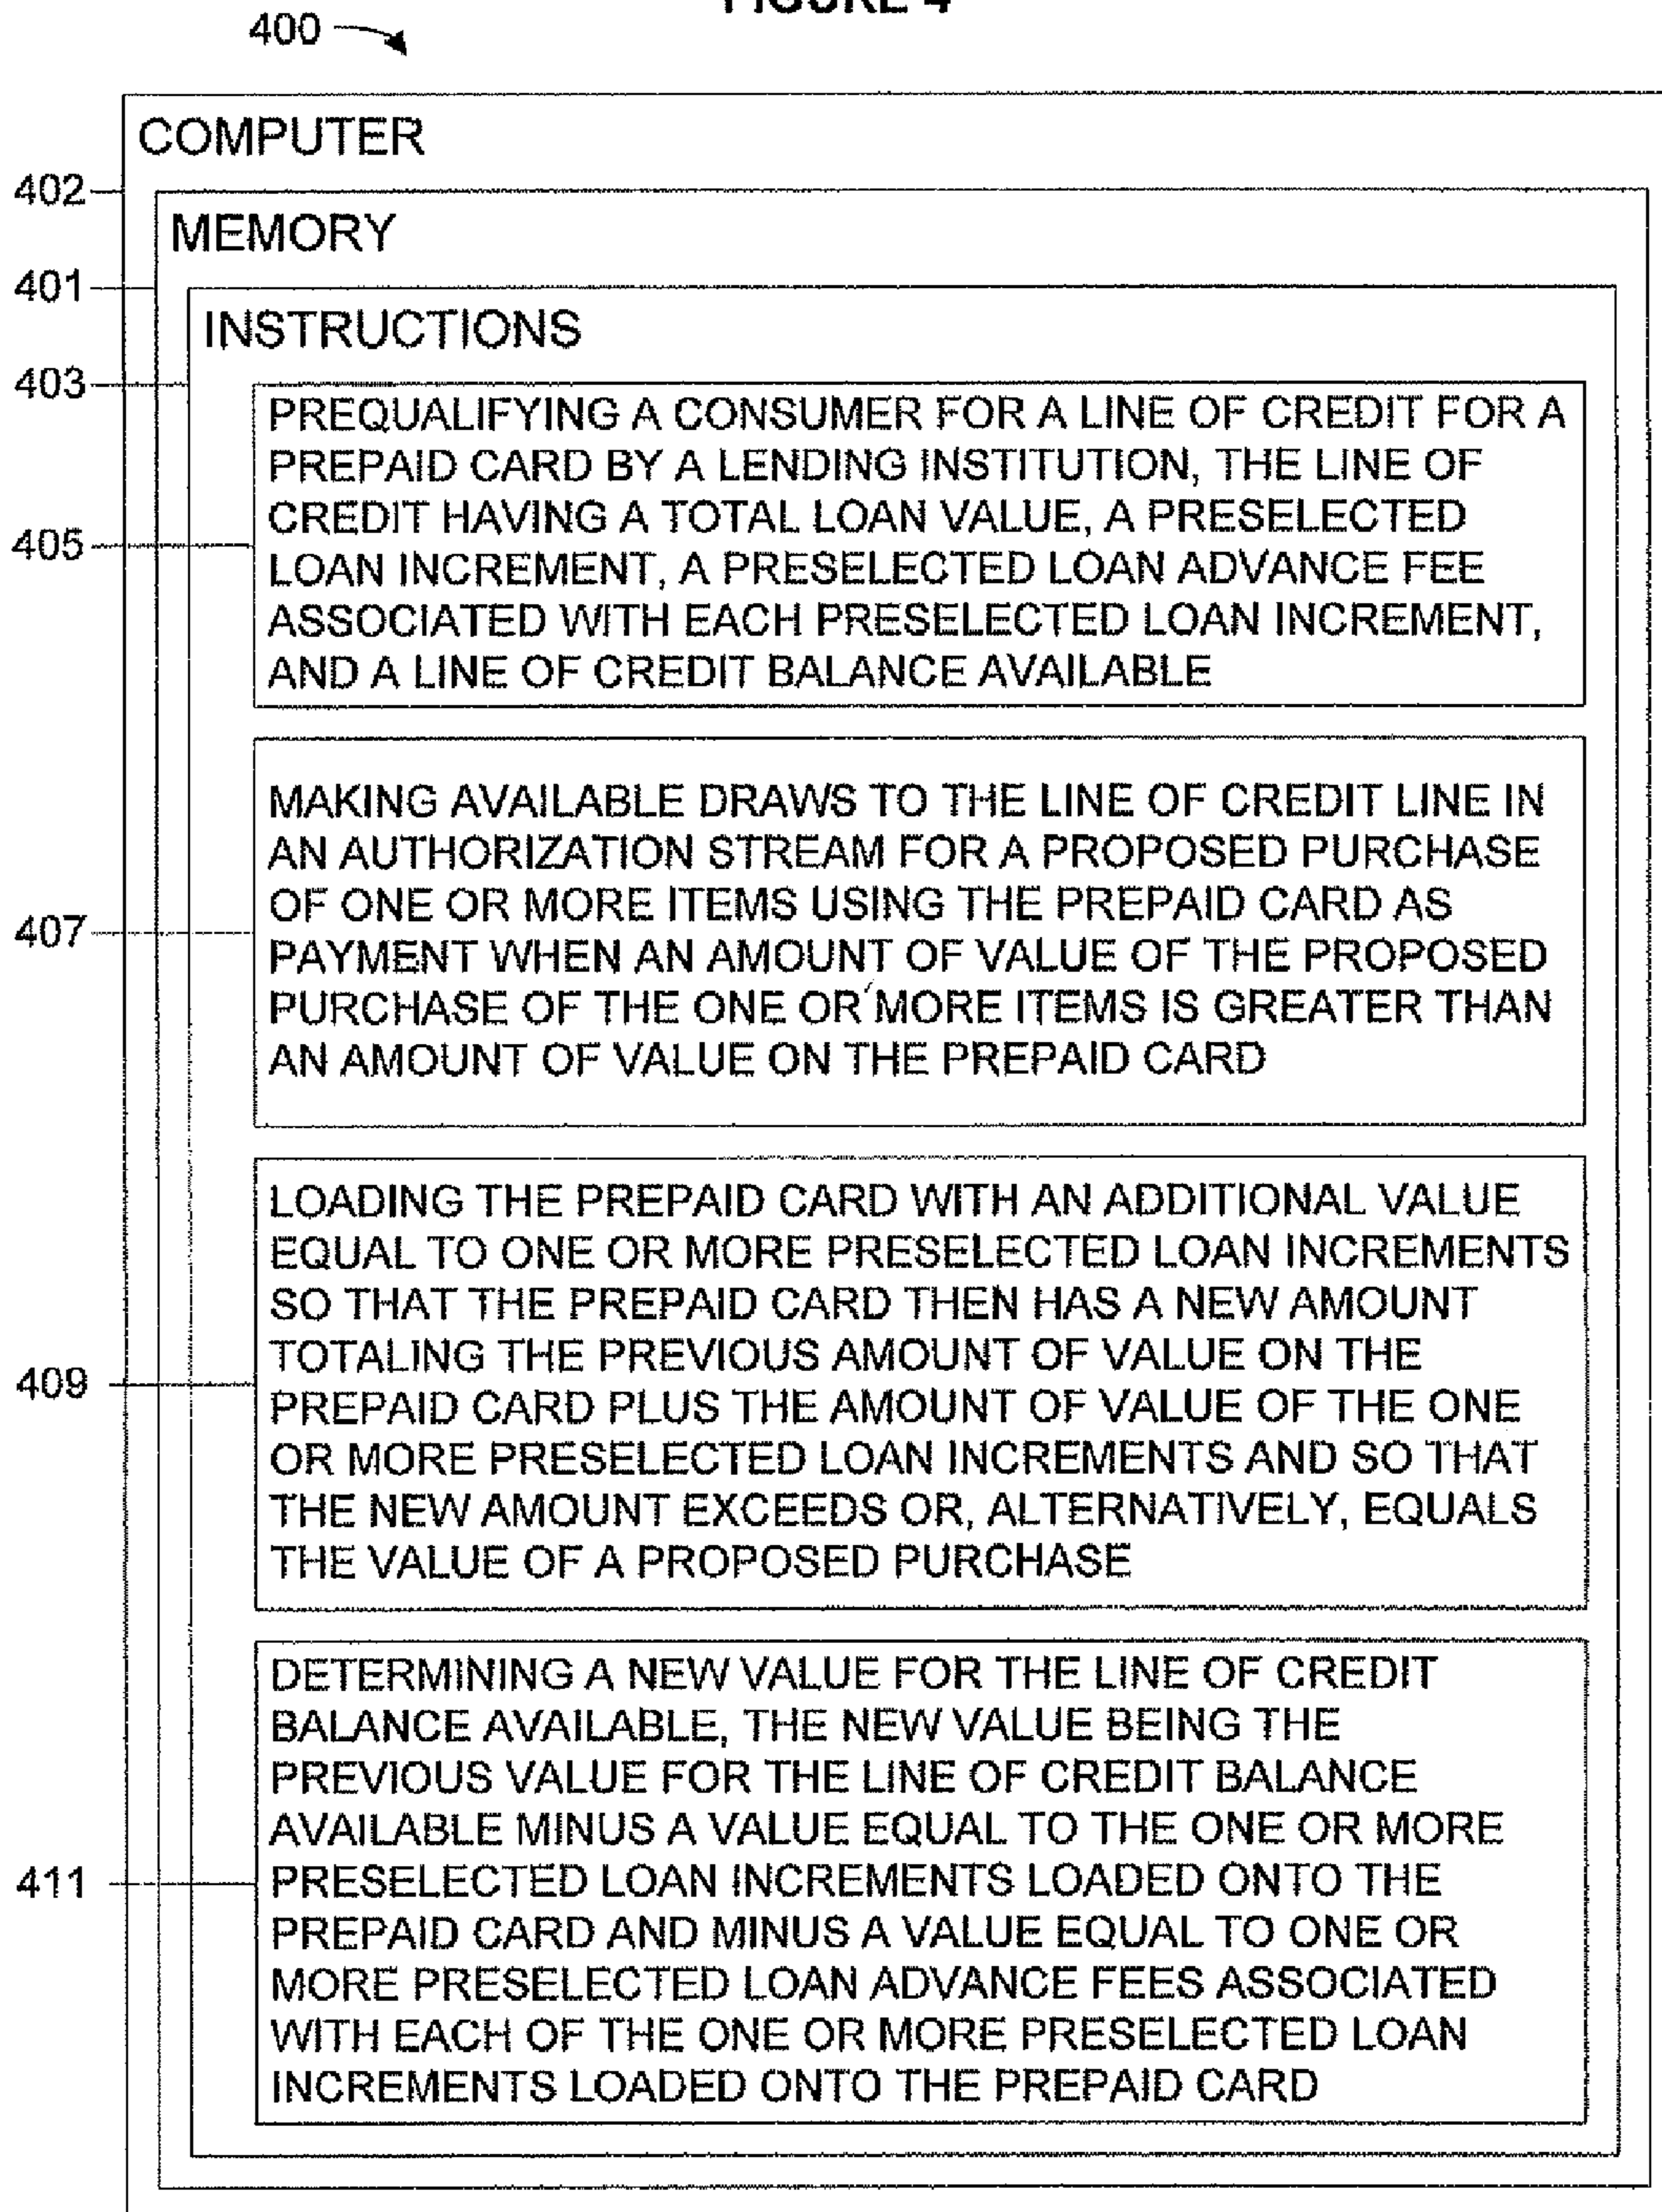 FIGURE 4
400
COMPUTER
402
MEMORY
401
INSTRUCTIONS
403
PREQUALIFYING A CONSUMER FOR A LINE OF CREDIT FOR A
PREPAID CARD BY A LENDING INSTITUTION, THE LINE OF
CREDIT HAVING A TOTAL LOAN VALUE, A PRESELECTED
405
LOAN INCREMENT, A PRESELECTED LOAN ADVANCE FEE
ASSOCIATED WITH EACH PRESELECTED LOAN INCREMENT,
AND A LINE OF CREDIT BALANCE AVAILABLE
MAKING AVAILABLE DRAWS TO THE LINE OF CREDIT LINE IN
AN AUTHORIZATION STREAM FOR A PROPOSED PURCHASE
OF ONE OR MORE ITEMS USING THE PREPAID CARD AS
407
PAYMENT WHEN AN AMOUNT OF VALUE OF THE PROPOSED
PURCHASE OF THE ONE OR MORE ITEMS IS GREATER THAN
AN AMOUNT OF VALUE ON THE PREPAID CARD
LOADING THE PREPAID CARD WITH AN ADDITIONAL VALUE
EQUAL TO ONE OR MORE PRESELECTED LOAN INCREMENTS
SO THAT THE PREPAID CARD THEN HAS A NEW AMOUNT
TOTALING THE PREVIOUS AMOUNT OF VALUE ON THE
409
PREPAID CARD PLUS THE AMOUNT OF VALUE OF THE ONE
OR MORE PRESELECTED LOAN INCREMENTS AND SO THAT
THE NEW AMOUNT EXCEEDS OR, ALTERNATIVELY, EQUALS
THE VALUE OF A PROPOSED PURCHASE
DETERMINING A NEW VALUE FOR THE LINE OF CREDIT
BALANCE AVAILABLE, THE NEW VALUE BEING THE
PREVIOUS VALUE FOR THE LINE OF CREDIT BALANCE
AVAILABLE MINUS A VALUE EQUAL TO THE ONE OR MORE
411
PRESELECTED LOAN INCREMENTS LOADED ONTO THE
PREPAID CARD AND MINUS A VALUE EQUAL TO ONE OR
MORE PRESELECTED LOAN ADVANCE FEES ASSOCIATED
WITH EACH OF THE ONE OR MORE PRESELECTED LOAN
INCREMENTS LOADED ONTO THE PREPAID CARD